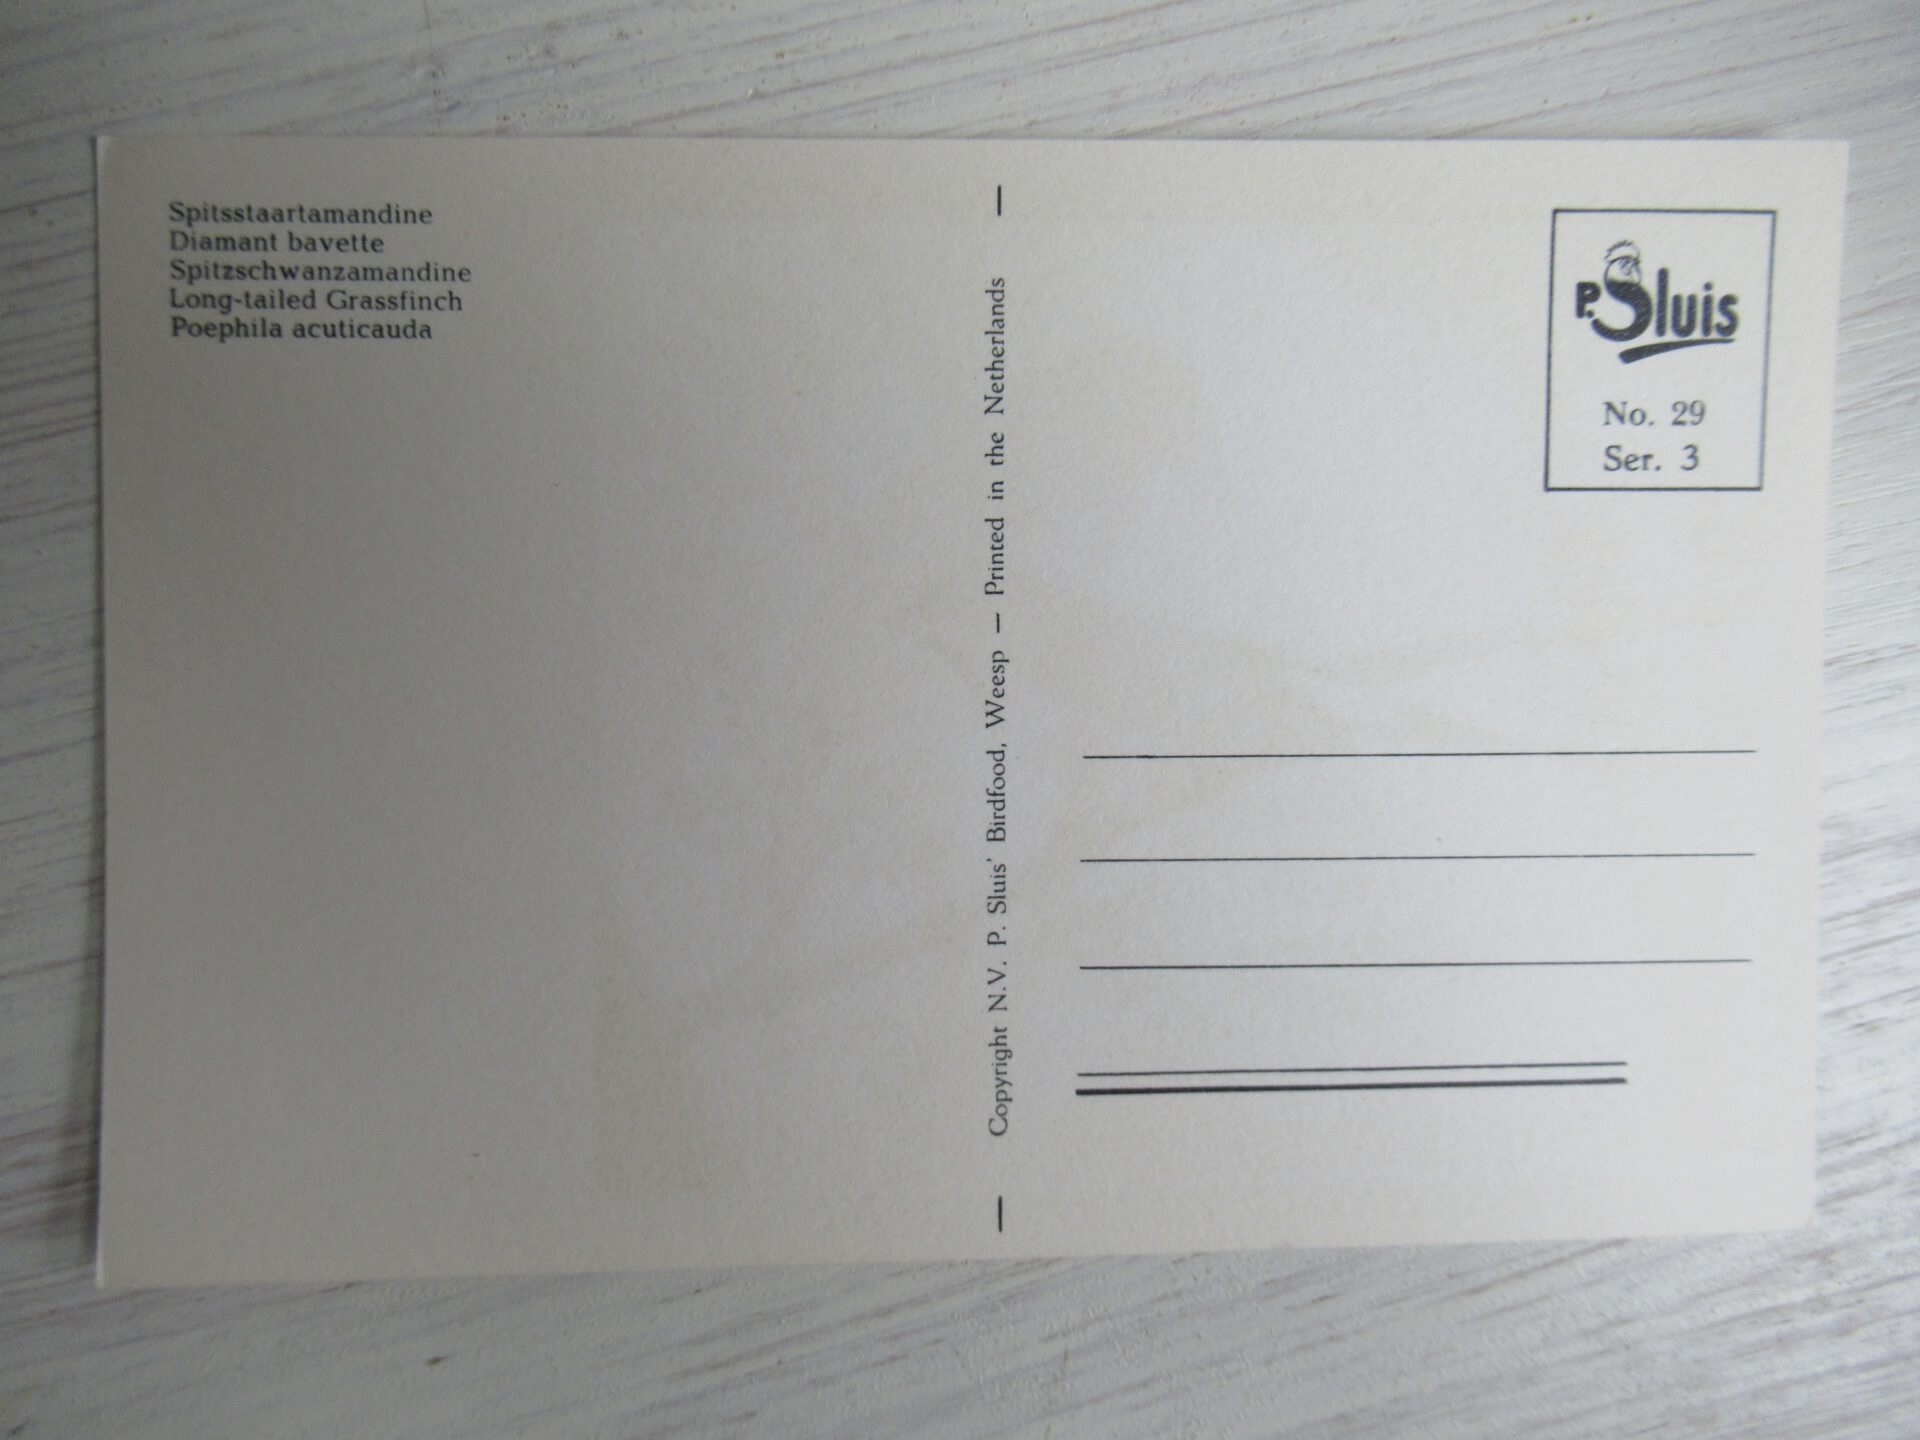 Spitsstaartamandine
Diamant bavette
Spitzschwanzamandine
Long-tailed Grassfinch
Poephila acuticauda
— Copyright N.V. P. Sluis' Birdfood, Weesp — Printed in the Netherlands —
P. Sluis
No. 29
Ser. 3